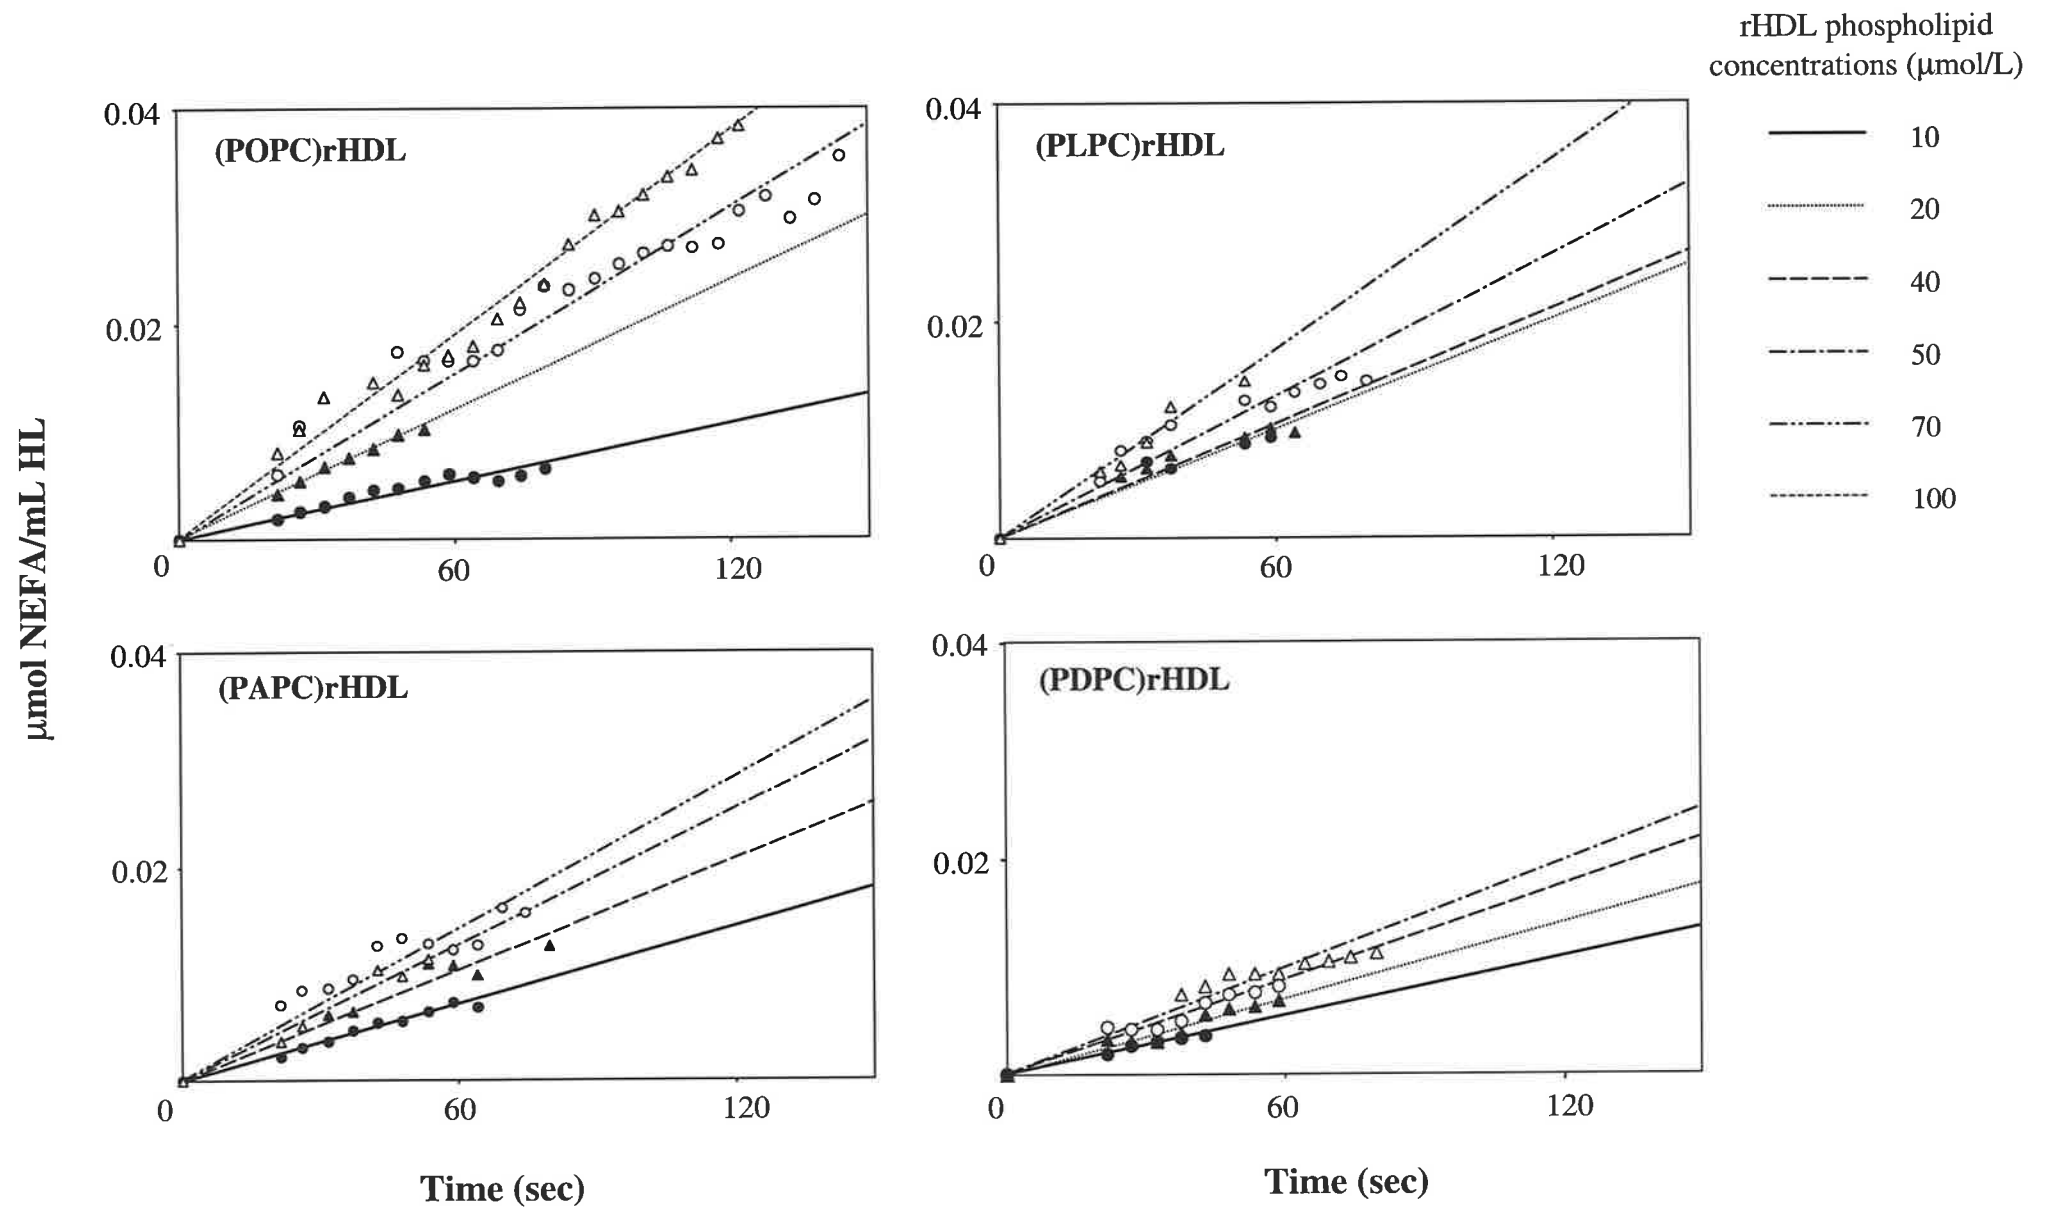 rHDL phospholipid
concentrations (µmol/L)
10
20
40
50
70
100
µmol NEFA/mL HL
(POPC)rHDL
0.04
0.02
0
60
120
(PLPC)rHDL
0.04
0.02
0
60
120
(PAPC)rHDL
0.04
0.02
0
60
120
(PDPC)rHDL
0.04
0.02
0
60
120
Time (sec)
Time (sec)